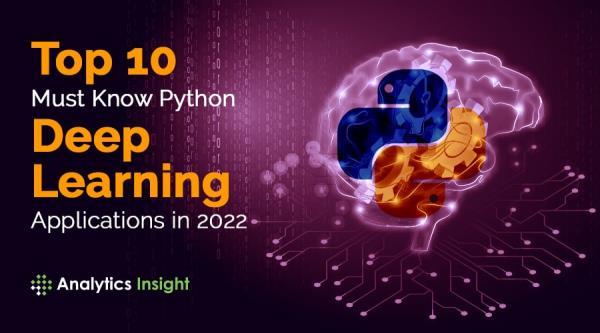 Top 10
Must Know Python
Deep
Learning
Applications in 2022
Analytics Insight